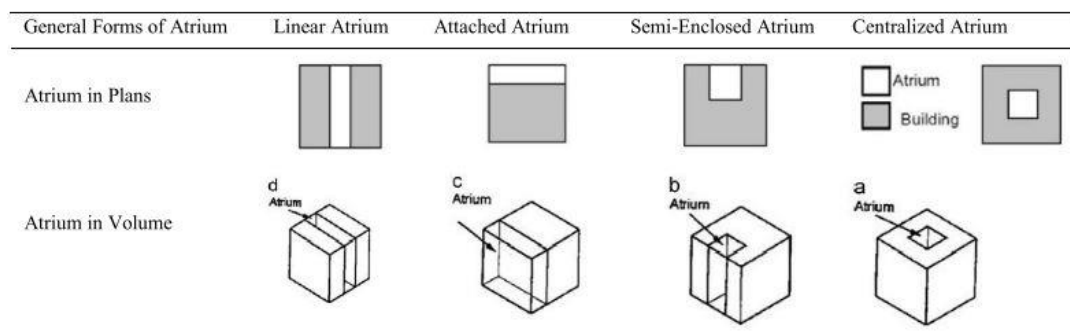 General Forms of Atrium Linear Atrium Attached Atrium Semi-Enclosed Atrium Centralized Atrium
Atrium in Plans
Atrium
Building
d
Atrium
c
Atrium
b
Atrium
a
Atrium
Atrium in Volume